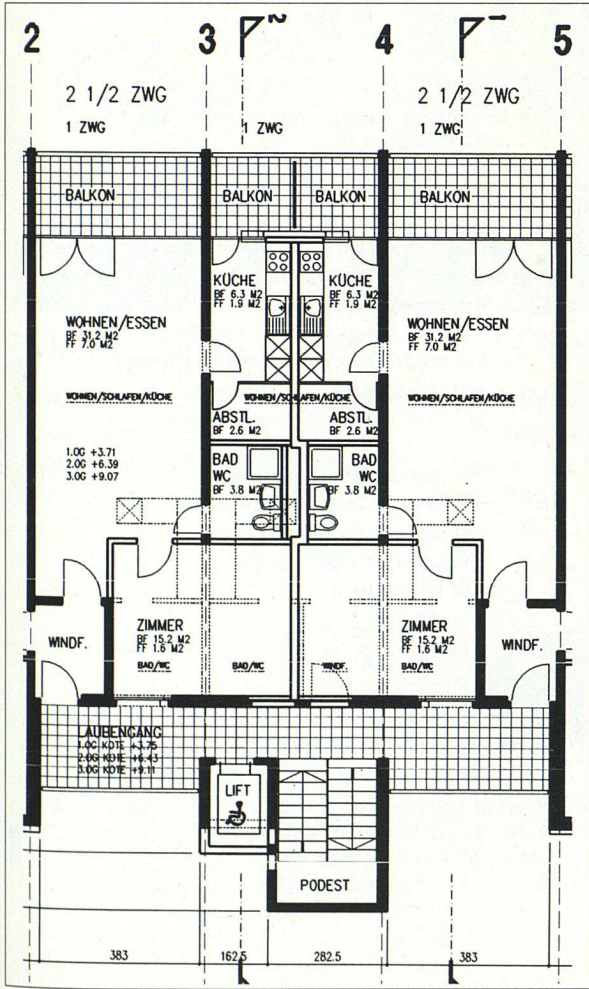 2 3 4 5
2 1/2 ZWG 2 1/2 ZWG
1 ZWG 1 ZWG 1 ZWG
BALKON BALKON BALKON BALKON
KÜCHE
BF 6.3 M2
FF 1.9 M2
KÜCHE
BF 6.3 M2
FF 1.9 M2
WOHNEN/ESSEN
BF 31.2 M2
FF 7.0 M2
WOHNEN/ESSEN
BF 31.2 M2
FF 7.0 M2
WOHNEN/SCHLAFEN/KÜCHE WOHNEN/SCHLAFEN/KÜCHE WOHNEN/SCHLAFEN/KÜCHE
ABSTL.
BF 2.6 M2
ABSTL.
BF 2.6 M2
1.OG +3.71
2.OG +6.39
3.OG +9.07
BAD
WC
BF 3.8 M2
BAD
WC
BF 3.8 M2
ZIMMER
BF 15.2 M2
FF 1.6 M2
ZIMMER
BF 15.2 M2
FF 1.6 M2
WINDF. BAD/WC BAD/WC WINDF. BAD/WC WINDF.
LAUBENGANG
1.OG KOTE +3.75
2.OG KOTE +6.43
3.OG KOTE +9.11
LIFT
PODEST
383 162.5 282.5 383